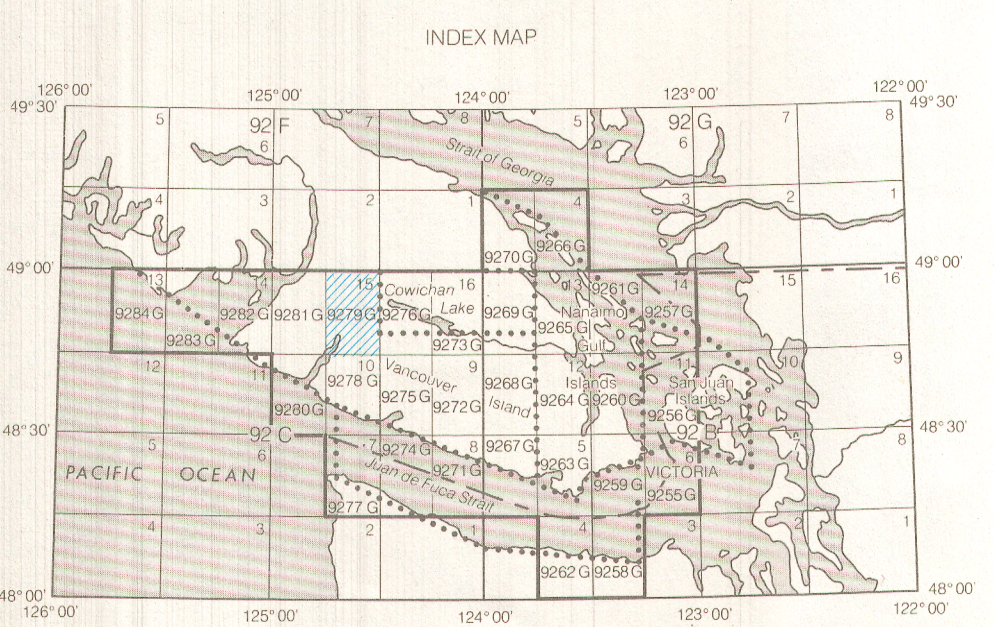 INDEX MAP
126°00' 125°00' 124°00' 123°00' 122°00'
49°30' 49°30'
5 92 F 7 8 5 92 G 7 8
6 6
Strait of Georgia
4 3 2 1 4 3 2 1
9266 G
9270 G
49°00' 49°00'
13 14 15 16 13 14 15 16
Cowichan 9261 G
9284 G 9282 G 9281 G 9279 G 9276 G Lake 9269 G Nanaimo 9257 G
9265 G
9283 G 9273 G Gulf
12 11 10 9 12 11 10 9
9278 G Vancouver 9268 G Islands San Juan
Islands
9275 G 9272 G 9264 G 9260 G
9280 G Island 9256 G
48°30' 92 C 92 B 48°30'
5 6 7 9274 G 8 9267 G 5 6 8
9271 G 9263 G
PACIFIC OCEAN Juan de Fuca Strait VICTORIA
9259 G
9255 G
9277 G
4 3 2 1 4 3 2 1
9262 G 9258 G
48°00' 48°00'
126°00' 125°00' 124°00' 123°00' 122°00'